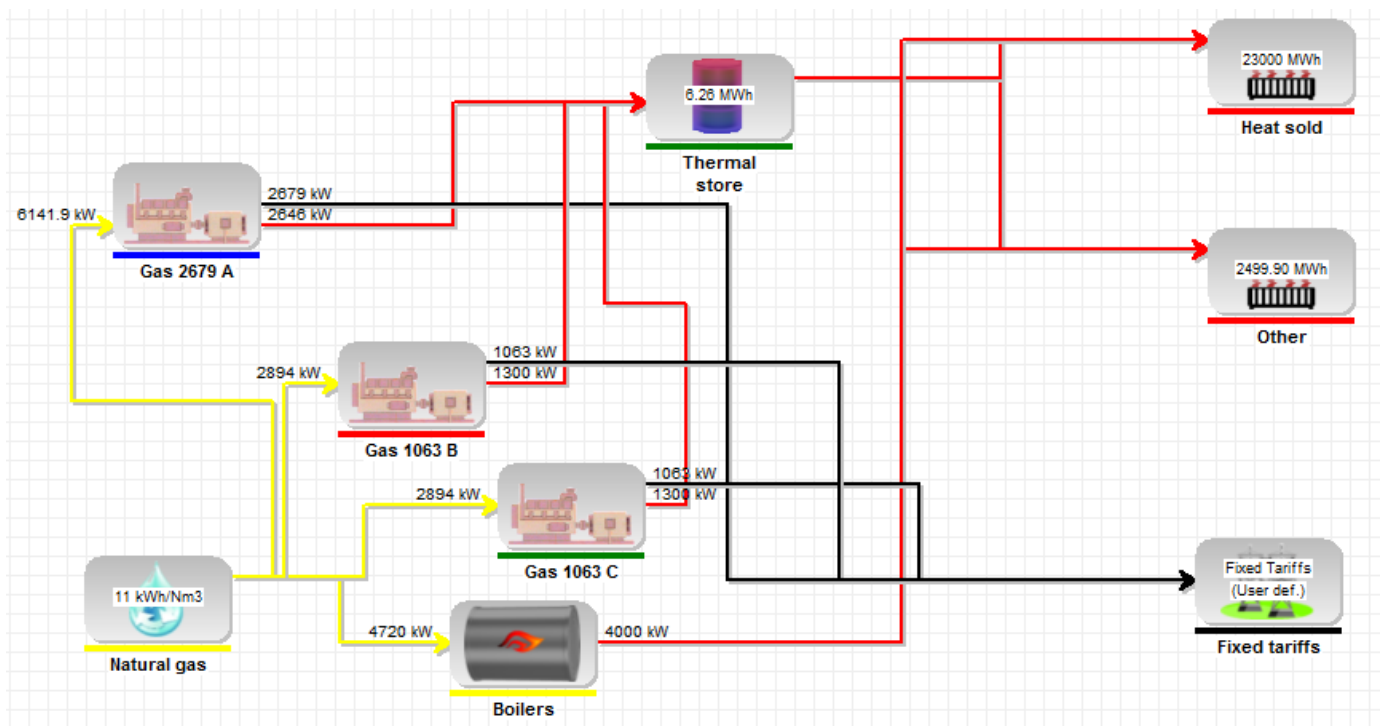 23000 MWh
Heat sold
6.26 MWh
Thermal
store
2679 kW
6141.9 kW
2646 kW
Gas 2679 A
2499.90 MWh
Other
1063 kW
2894 kW
1300 kW
Gas 1063 B
1063 kW
2894 kW
1300 kW
Gas 1063 C
Fixed Tariffs
(User def.)
Fixed tariffs
11 kWh/Nm3
Natural gas
4720 kW
4000 kW
Boilers